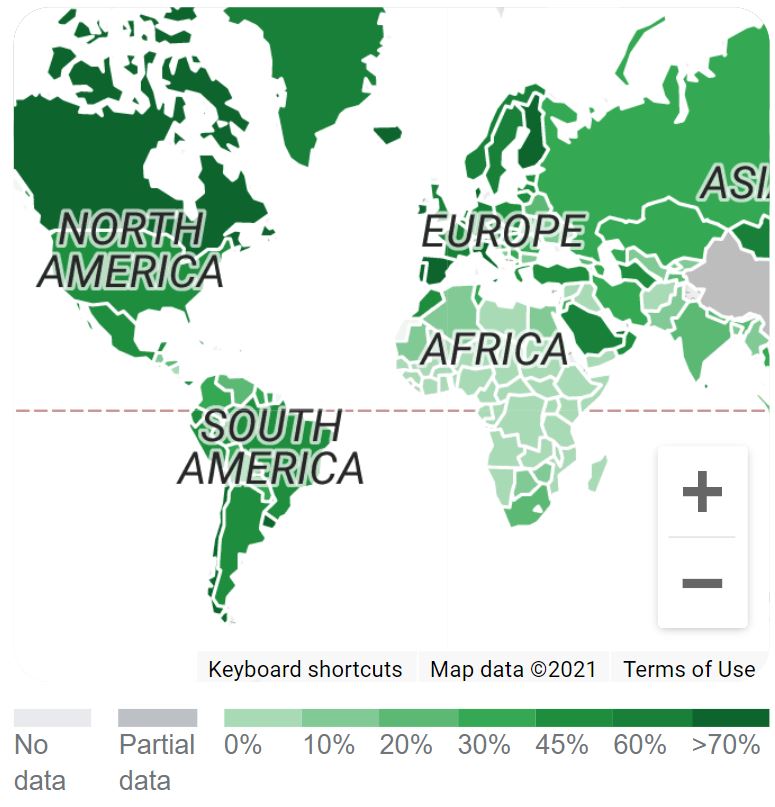 ASI
NORTH
AMERICA
EUROPE
AFRICA
SOUTH
AMERICA
+
−
Keyboard shortcuts Map data ©2021 Terms of Use
No data Partial data 0% 10% 20% 30% 45% 60% >70%